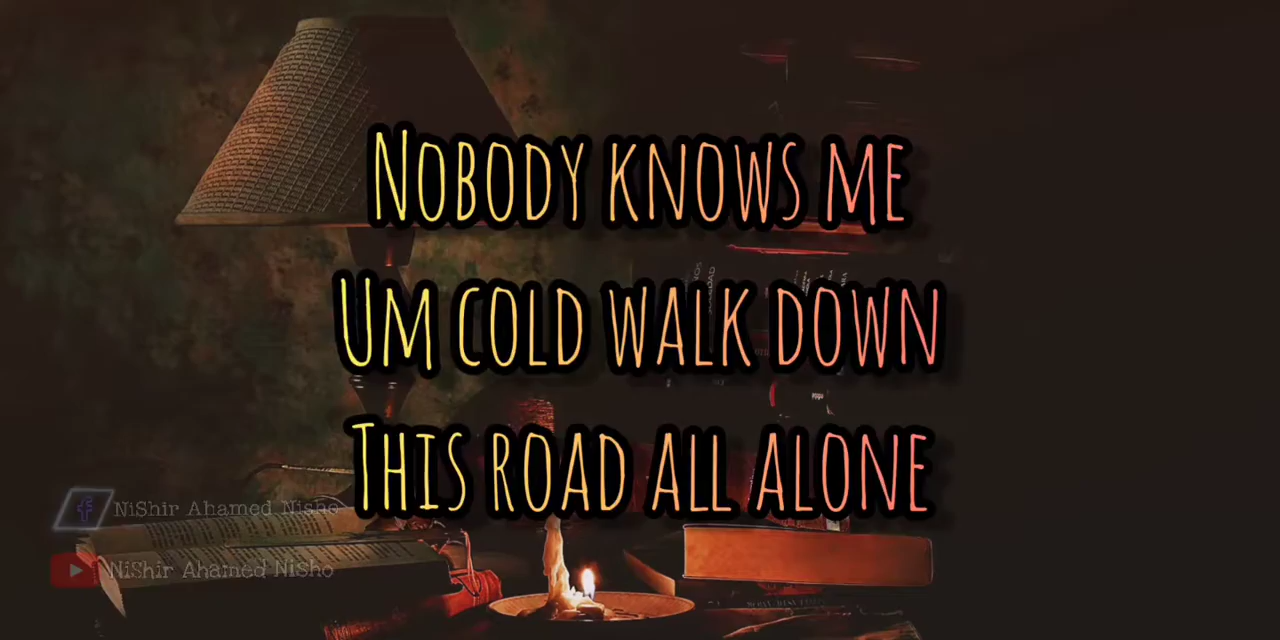 Nobody knows me
Um cold walk down
This road all alone
NiShir Ahamed Nisho
NiShir Ahamed Nisho